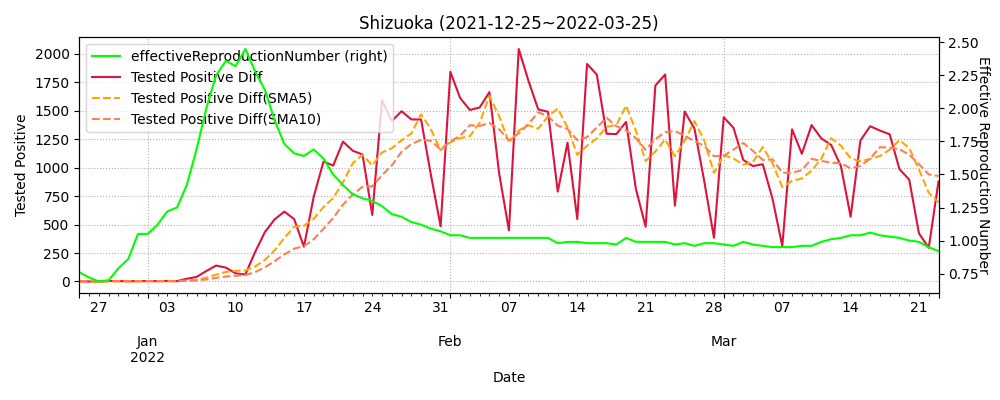 Shizuoka (2021-12-25~2022-03-25)
effectiveReproductionNumber (right)
Tested Positive Diff
Tested Positive Diff(SMA5)
Tested Positive Diff(SMA10)
Tested Positive
2000
1750
1500
1250
1000
750
500
250
0
2.50
2.25
2.00
1.75
1.50
1.25
1.00
0.75
Effective Reproduction Number
27 03 10 17 24 31 07 14 21 28 07 14 21
Jan Feb Mar
2022
Date